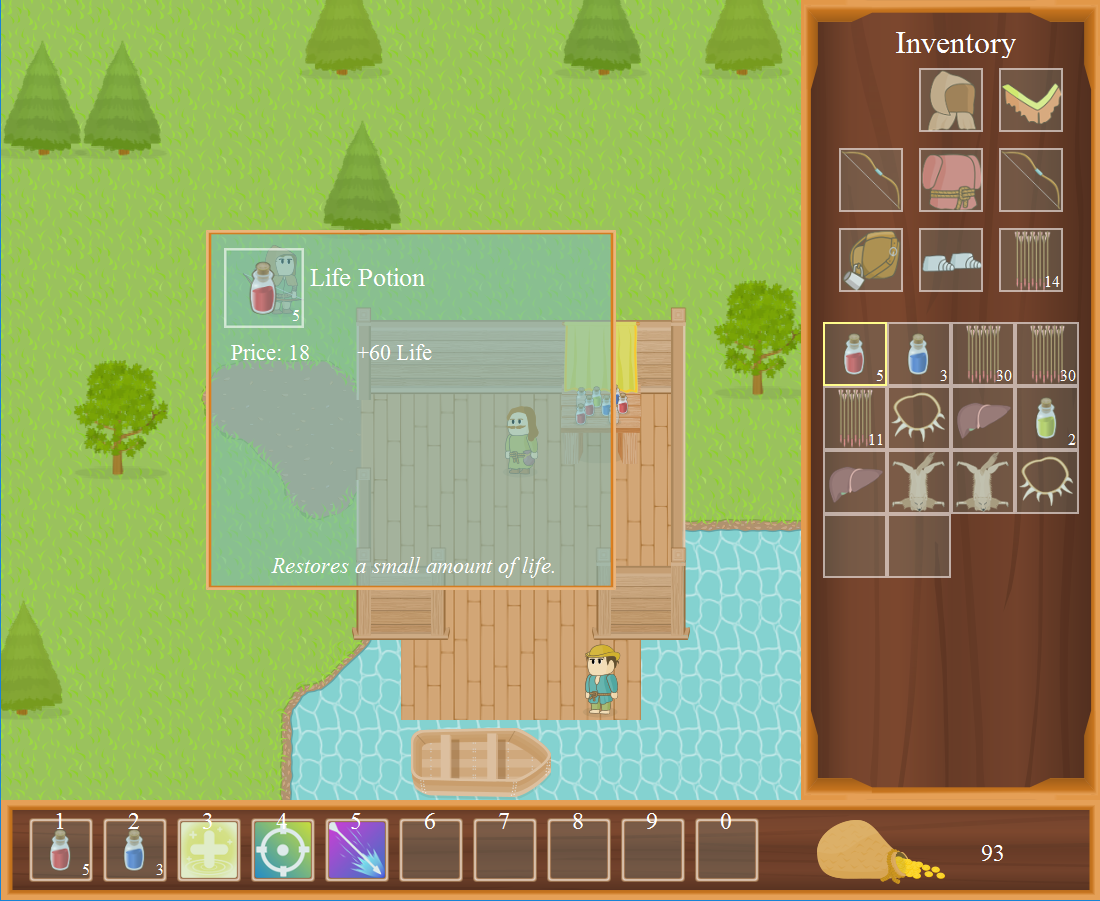 Inventory
14
Life Potion
5
Price: 18 +60 Life
Restores a small amount of life.
5 3 30 30
11 2
1 2 3 4 5 6 7 8 9 0
5 3
93